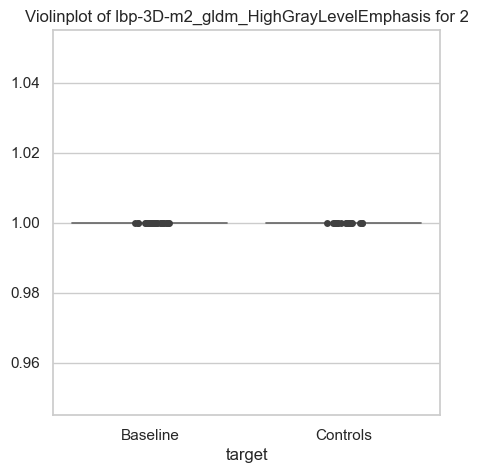 Violinplot of lbp-3D-m2_gldm_HighGrayLevelEmphasis for 2
1.04
1.02
1.00
0.98
0.96
Baseline Controls
target